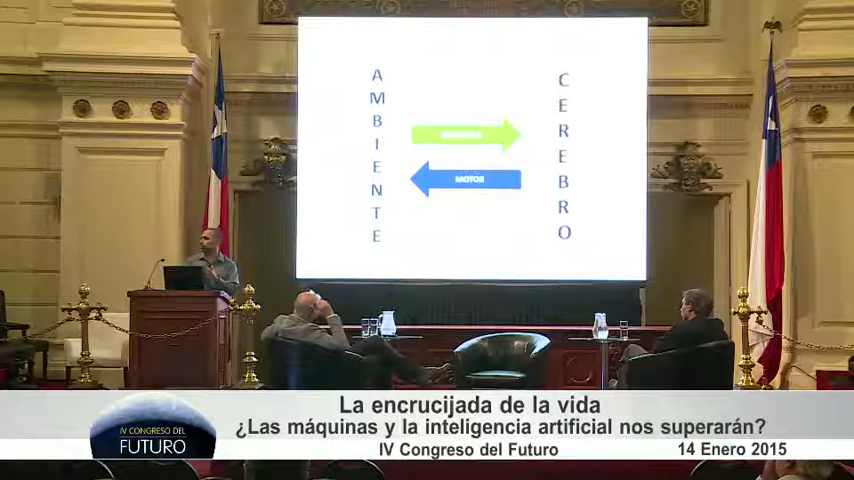 AMBIENTE
CEREBRO
MOTOR
La encrucijada de la vida
¿Las máquinas y la inteligencia artificial nos superarán?
IV CONGRESO DEL
FUTURO
IV Congreso del Futuro
14 Enero 2015